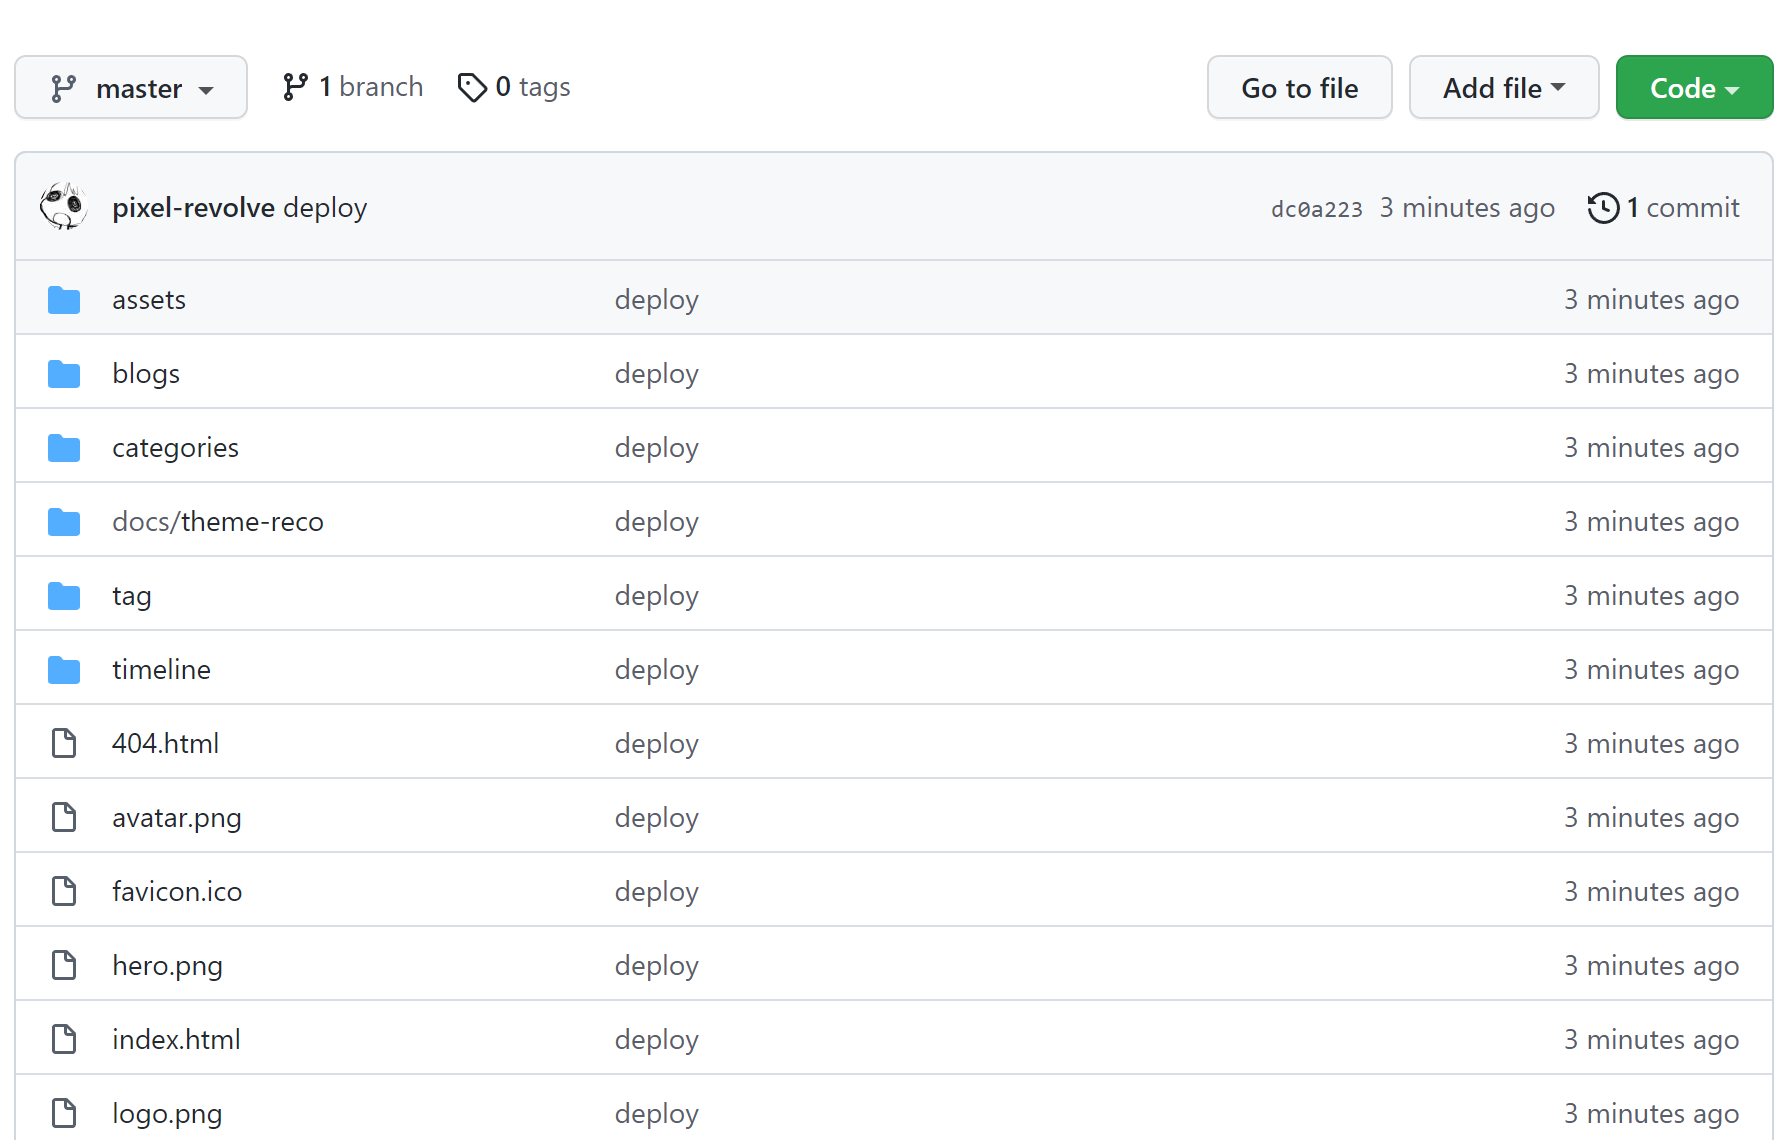 master 1 branch 0 tags Go to file Add file Code
pixel-revolve deploy dc0a223 3 minutes ago 1 commit
assets deploy 3 minutes ago
blogs deploy 3 minutes ago
categories deploy 3 minutes ago
docs/theme-reco deploy 3 minutes ago
tag deploy 3 minutes ago
timeline deploy 3 minutes ago
404.html deploy 3 minutes ago
avatar.png deploy 3 minutes ago
favicon.ico deploy 3 minutes ago
hero.png deploy 3 minutes ago
index.html deploy 3 minutes ago
logo.png deploy 3 minutes ago